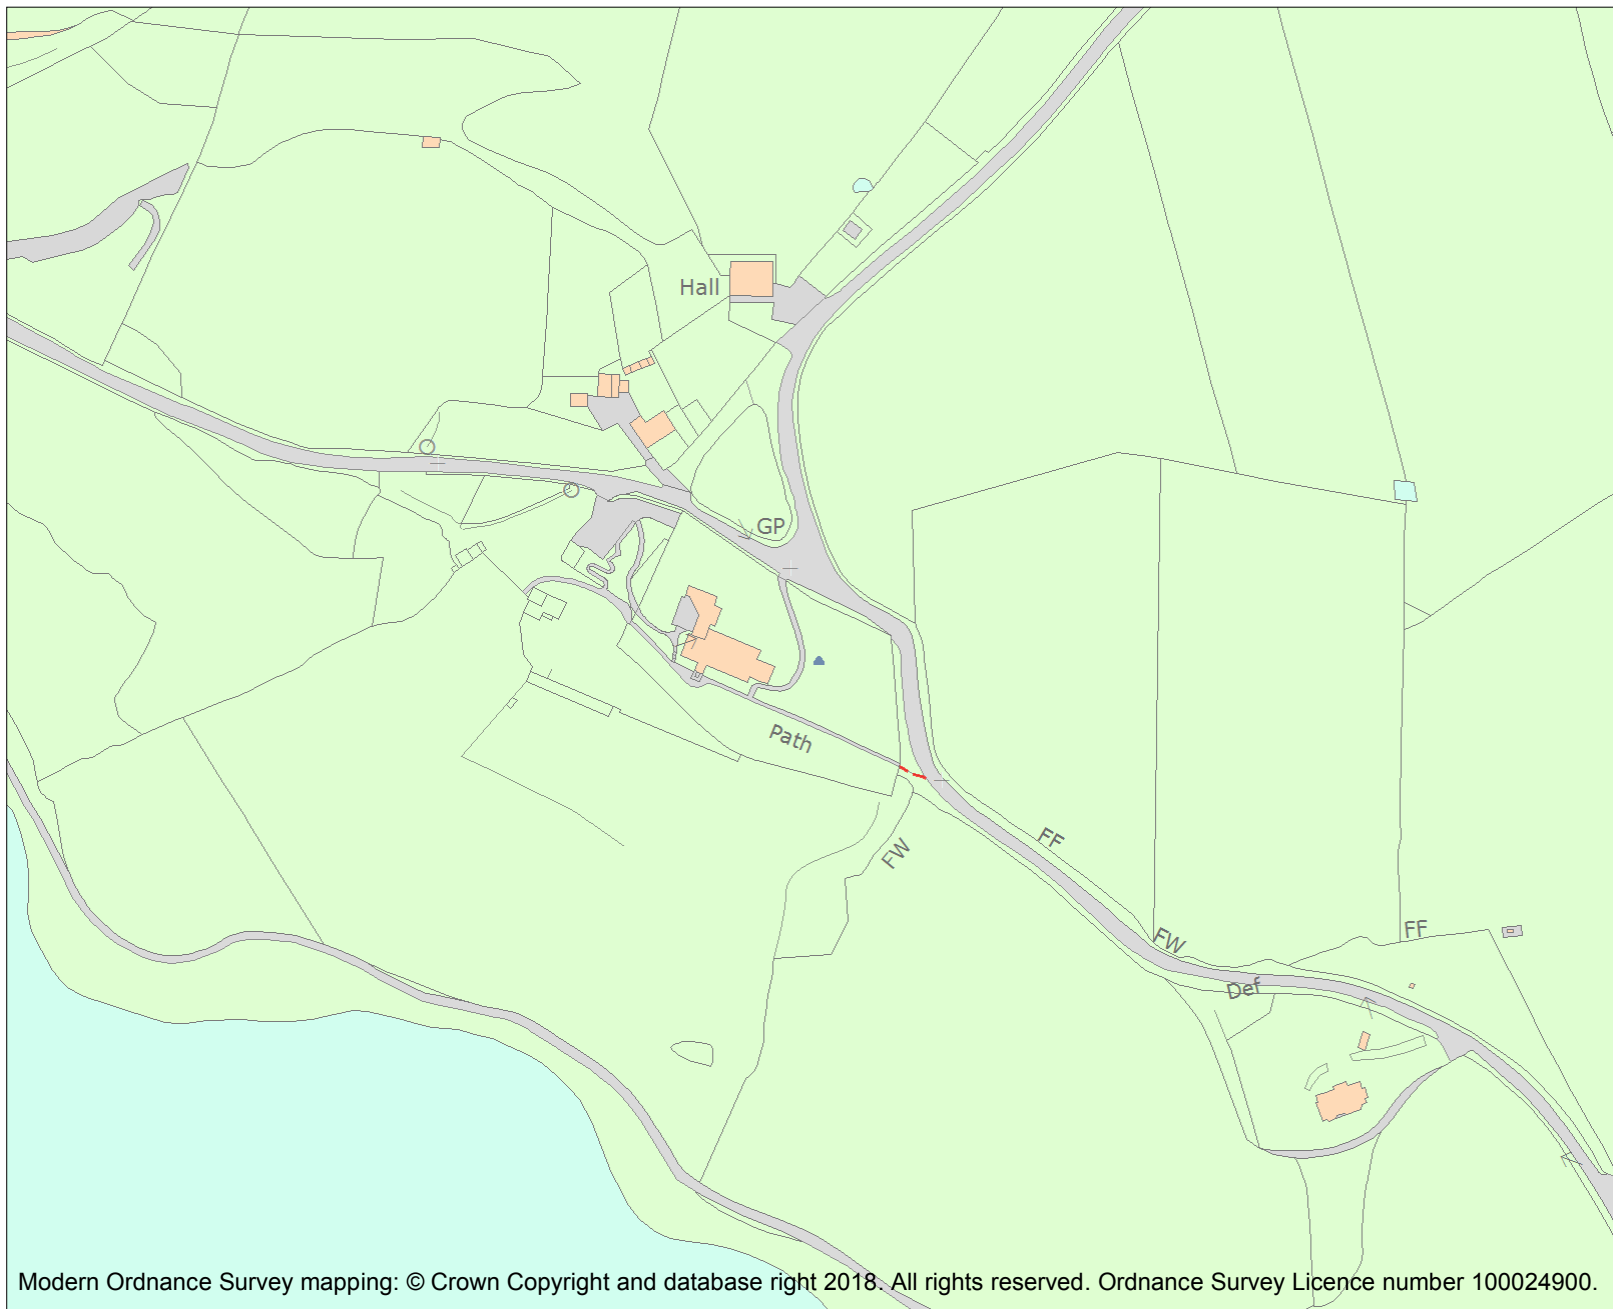 Hall
GP
Path
FF
FW
FW
FF
Def
Modern Ordnance Survey mapping: © Crown Copyright and database right 2018. All rights reserved. Ordnance Survey Licence number 100024900.